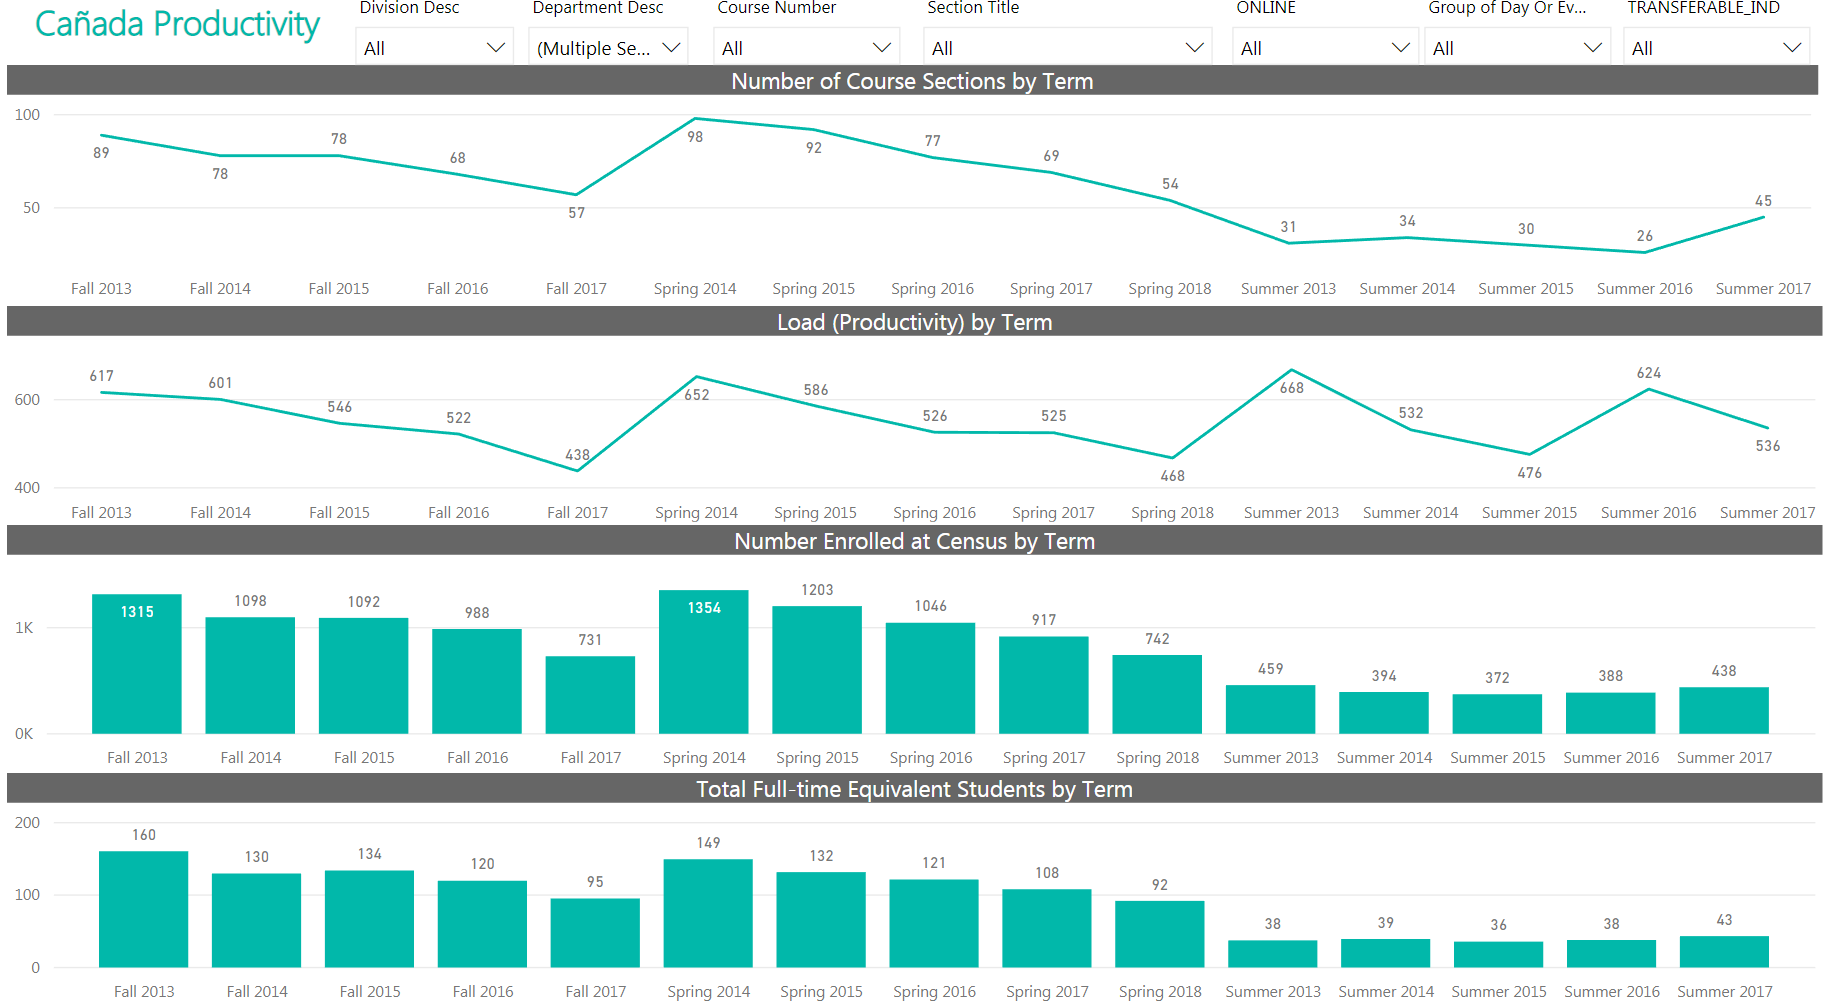 Cañada Productivity
Division Desc
Department Desc
Course Number
Section Title
ONLINE
Group of Day Or Ev...
TRANSFERABLE_IND
All
(Multiple Se...
All
All
All
All
All
Number of Course Sections by Term
100
50
89
78
78
68
57
98
92
77
69
54
31
34
30
26
45
Fall 2013
Fall 2014
Fall 2015
Fall 2016
Fall 2017
Spring 2014
Spring 2015
Spring 2016
Spring 2017
Spring 2018
Summer 2013
Summer 2014
Summer 2015
Summer 2016
Summer 2017
Load (Productivity) by Term
600
400
617
601
546
522
438
652
586
526
525
468
668
532
476
624
536
Fall 2013
Fall 2014
Fall 2015
Fall 2016
Fall 2017
Spring 2014
Spring 2015
Spring 2016
Spring 2017
Spring 2018
Summer 2013
Summer 2014
Summer 2015
Summer 2016
Summer 2017
Number Enrolled at Census by Term
1K
0K
1315
1098
1092
988
731
1354
1203
1046
917
742
459
394
372
388
438
Fall 2013
Fall 2014
Fall 2015
Fall 2016
Fall 2017
Spring 2014
Spring 2015
Spring 2016
Spring 2017
Spring 2018
Summer 2013
Summer 2014
Summer 2015
Summer 2016
Summer 2017
Total Full-time Equivalent Students by Term
200
100
0
160
130
134
120
95
149
132
121
108
92
38
39
36
38
43
Fall 2013
Fall 2014
Fall 2015
Fall 2016
Fall 2017
Spring 2014
Spring 2015
Spring 2016
Spring 2017
Spring 2018
Summer 2013
Summer 2014
Summer 2015
Summer 2016
Summer 2017